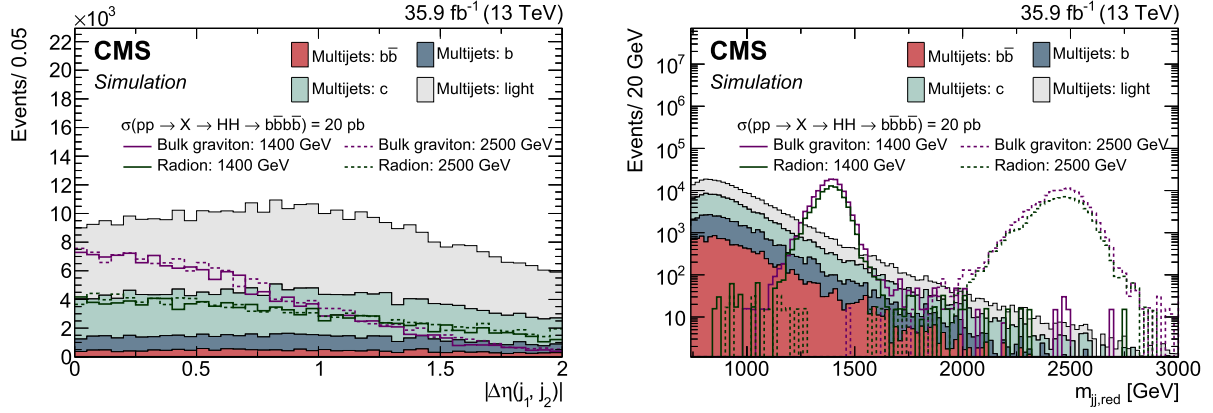 ×10³ 35.9 fb⁻¹ (13 TeV)
CMS
Simulation
Multijets: bb̄ Multijets: b
Multijets: c Multijets: light
σ(pp → X → HH → bb̄bb̄) = 20 pb
Bulk graviton: 1400 GeV Bulk graviton: 2500 GeV
Radion: 1400 GeV Radion: 2500 GeV
Events/ 0.05
22
20
18
16
14
12
10
8
6
4
2
0
0 0.5 1 1.5 2
|Δη(j₁, j₂)|
35.9 fb⁻¹ (13 TeV)
CMS
Simulation
Multijets: bb̄ Multijets: b
Multijets: c Multijets: light
σ(pp → X → HH → bb̄bb̄) = 20 pb
Bulk graviton: 1400 GeV Bulk graviton: 2500 GeV
Radion: 1400 GeV Radion: 2500 GeV
Events/ 20 GeV
10⁷
10⁶
10⁵
10⁴
10³
10²
10
1000 1500 2000 2500 3000
m_jj,red [GeV]